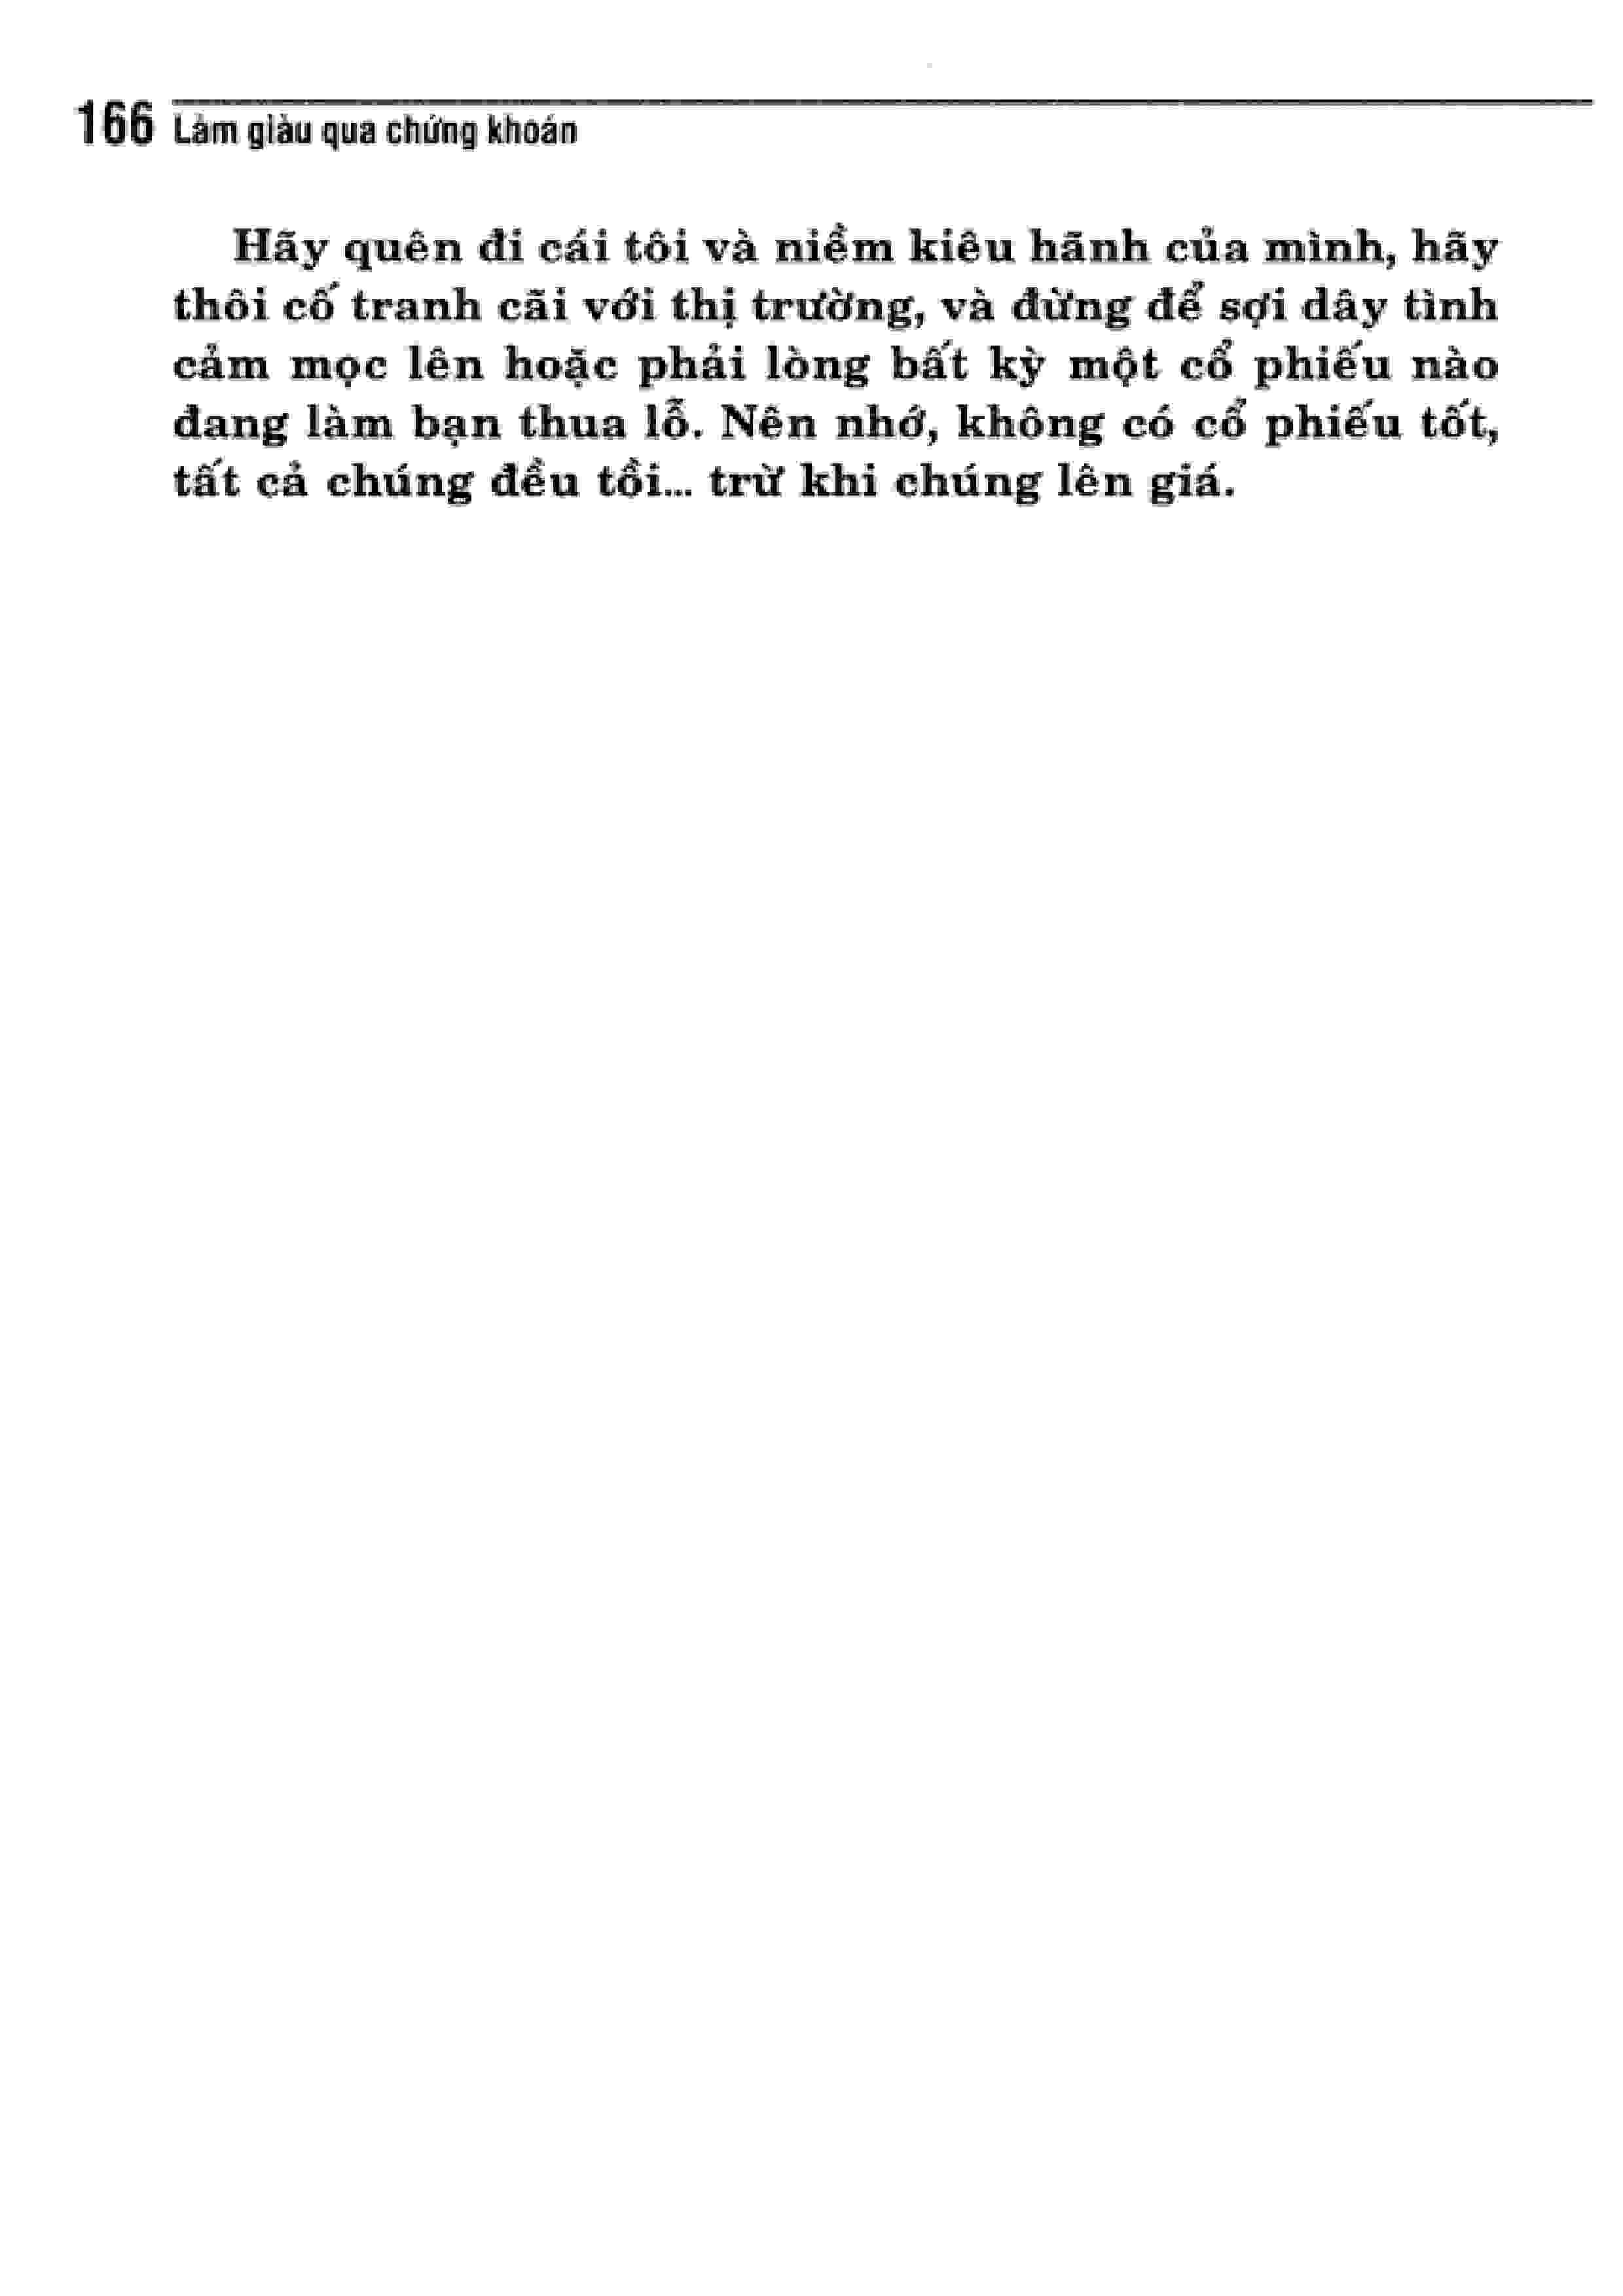 166 Làm giàu qua chứng khoán
Hãy quên đi cái tôi và niềm kiêu hãnh của mình, hãy
thôi cố tranh cãi với thị trường, và đừng để sợi dây tình
cảm mọc lên hoặc phải lòng bất kỳ một cổ phiếu nào
đang làm bạn thua lỗ. Nên nhớ, không có cổ phiếu tốt,
tất cả chúng đều tồi... trừ khi chúng lên giá.